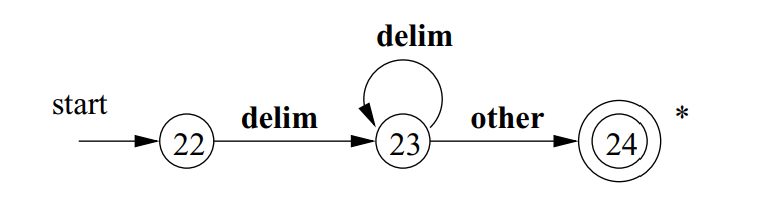 delim
start
delim
other
*
22
23
24